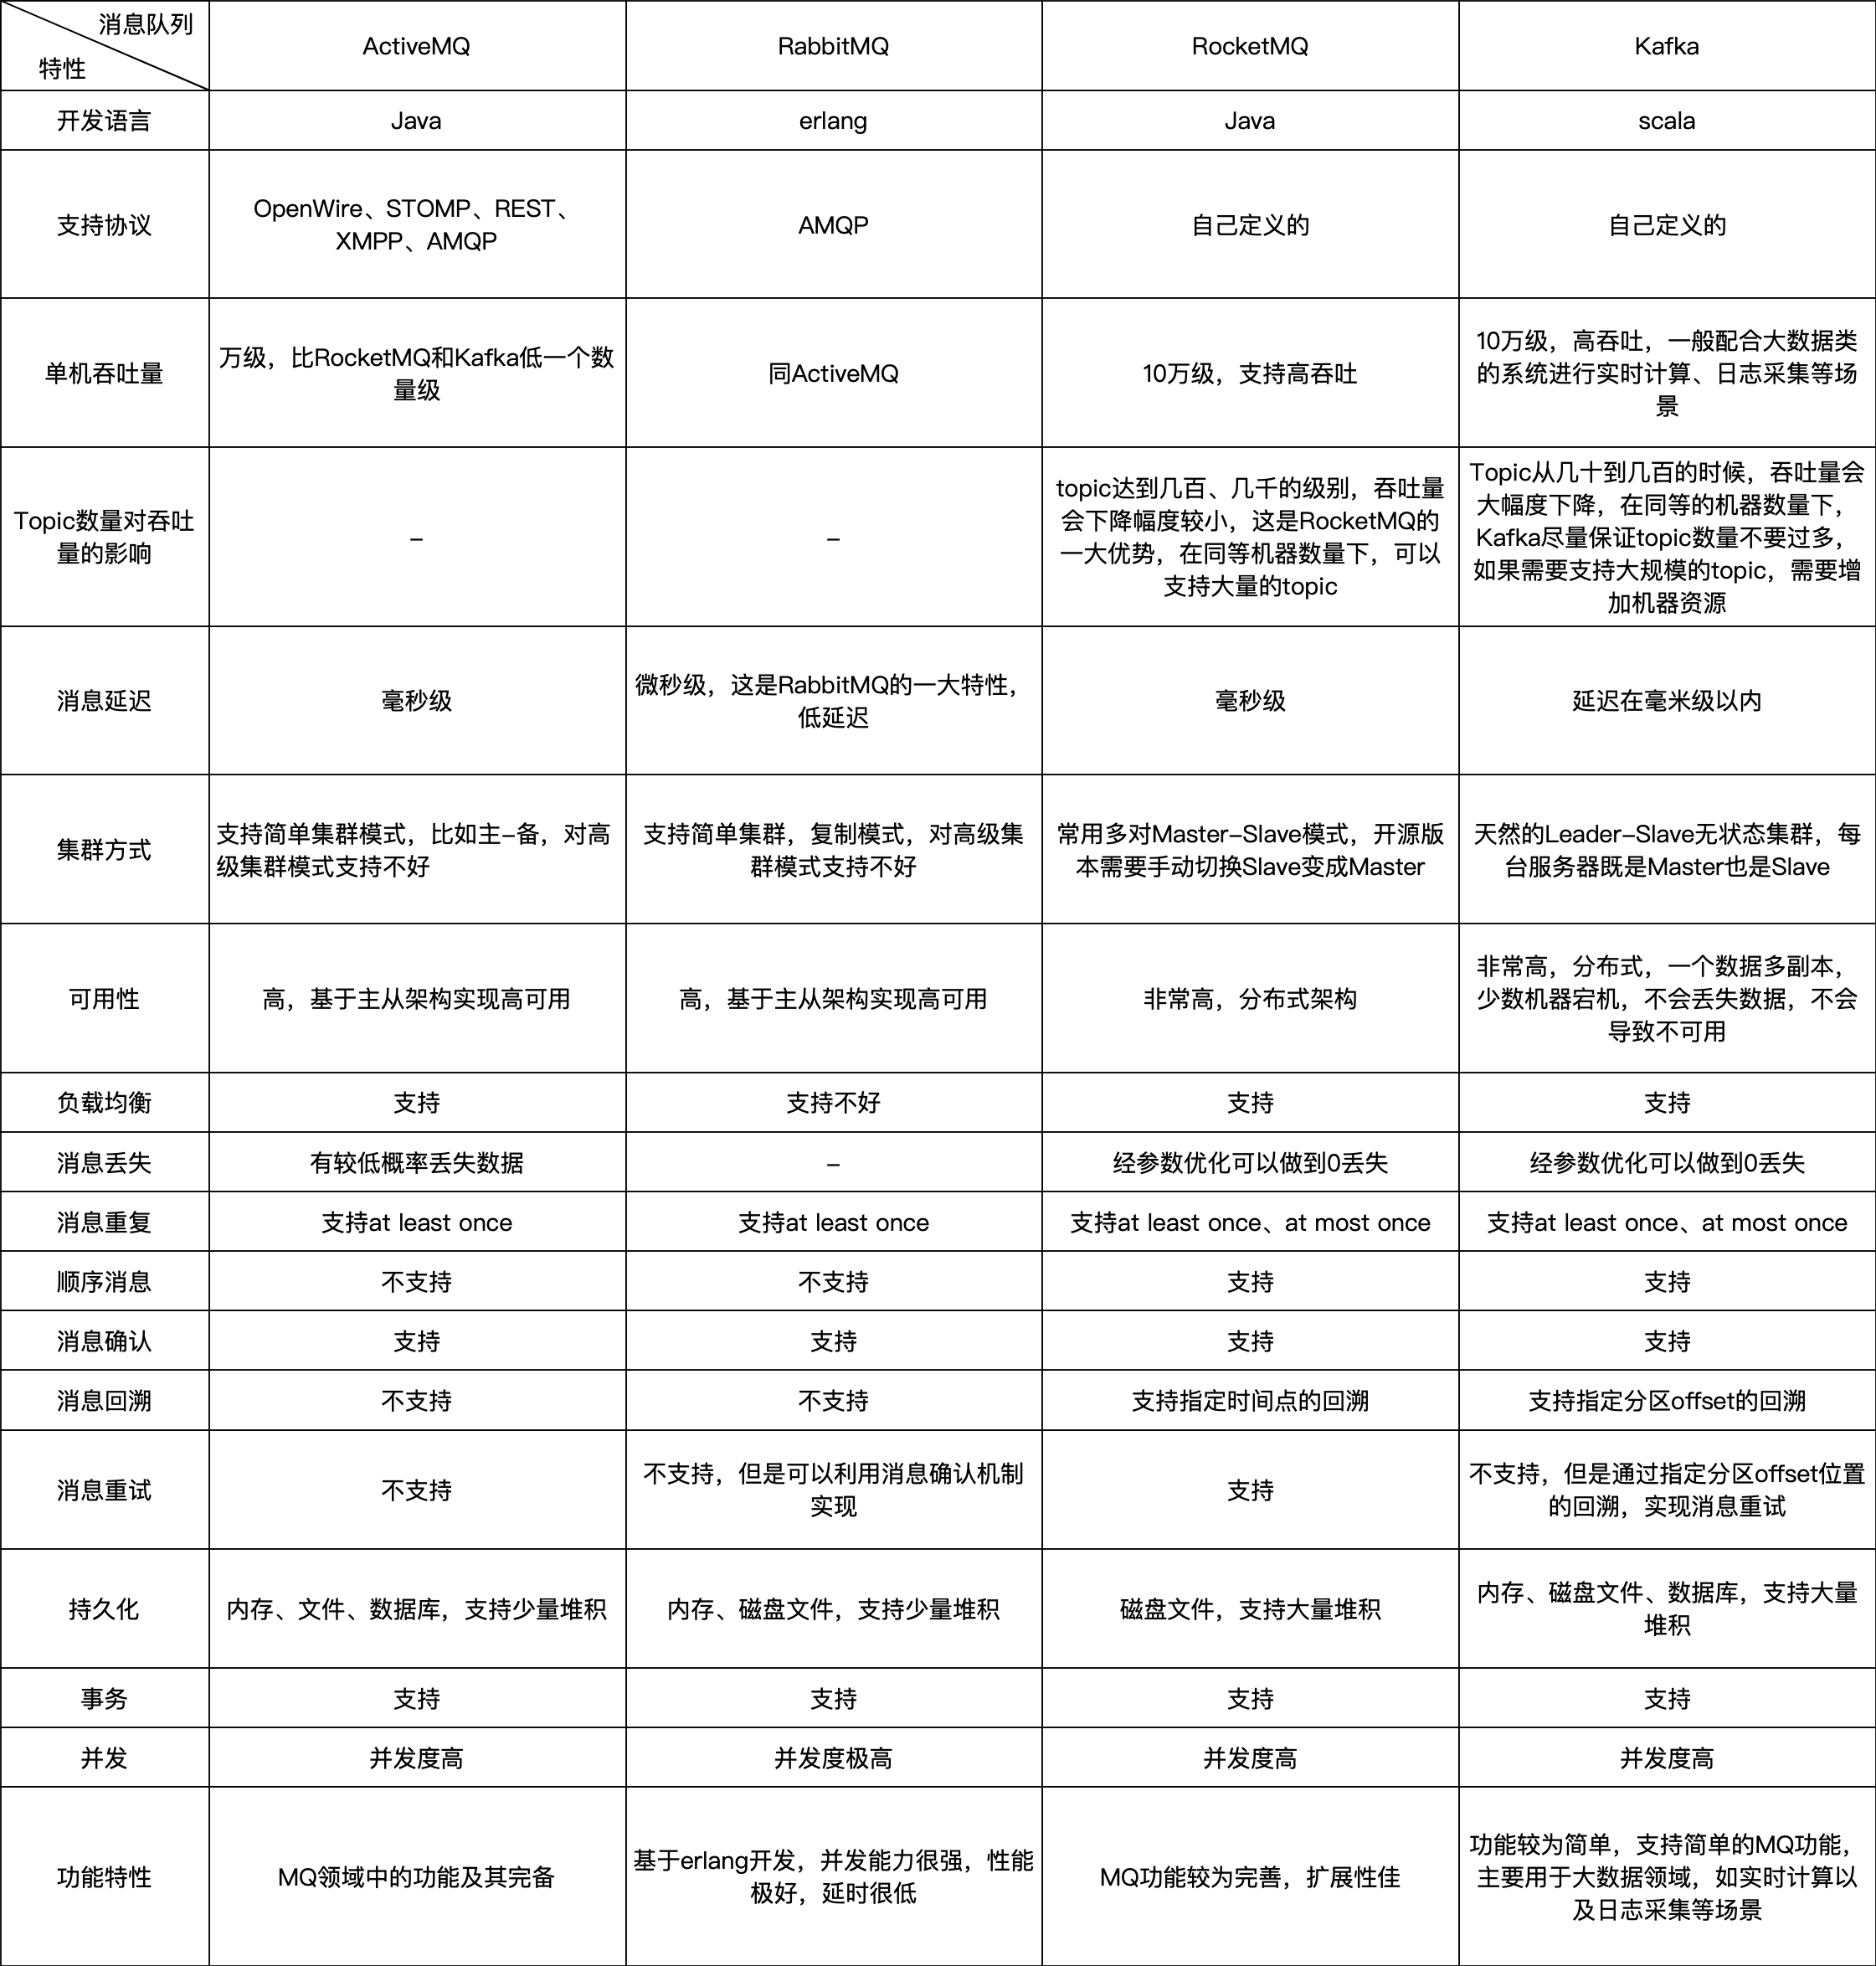 消息队列
特性
ActiveMQ
RabbitMQ
RocketMQ
Kafka
开发语言
Java
erlang
Java
scala
支持协议
OpenWire、STOMP、REST、
XMPP、AMQP
AMQP
自己定义的
自己定义的
单机吞吐量
万级，比RocketMQ和Kafka低一个数
量级
同ActiveMQ
10万级，支持高吞吐
10万级，高吞吐，一般配合大数据类
的系统进行实时计算、日志采集等场
景
Topic数量对吞吐
量的影响
–
–
topic达到几百、几千的级别，吞吐量
会下降幅度较小，这是RocketMQ的
一大优势，在同等机器数量下，可以
支持大量的topic
Topic从几十到几百的时候，吞吐量会
大幅度下降，在同等的机器数量下，
Kafka尽量保证topic数量不要过多，
如果需要支持大规模的topic，需要增
加机器资源
消息延迟
毫秒级
微秒级，这是RabbitMQ的一大特性，
低延迟
毫秒级
延迟在毫米级以内
集群方式
支持简单集群模式，比如主–备，对高
级集群模式支持不好
支持简单集群，复制模式，对高级集
群模式支持不好
常用多对Master–Slave模式，开源版
本需要手动切换Slave变成Master
天然的Leader–Slave无状态集群，每
台服务器既是Master也是Slave
可用性
高，基于主从架构实现高可用
高，基于主从架构实现高可用
非常高，分布式架构
非常高，分布式，一个数据多副本，
少数机器宕机，不会丢失数据，不会
导致不可用
负载均衡
支持
支持不好
支持
支持
消息丢失
有较低概率丢失数据
–
经参数优化可以做到0丢失
经参数优化可以做到0丢失
消息重复
支持at least once
支持at least once
支持at least once、at most once
支持at least once、at most once
顺序消息
不支持
不支持
支持
支持
消息确认
支持
支持
支持
支持
消息回溯
不支持
不支持
支持指定时间点的回溯
支持指定分区offset的回溯
消息重试
不支持
不支持，但是可以利用消息确认机制
实现
支持
不支持，但是通过指定分区offset位置
的回溯，实现消息重试
持久化
内存、文件、数据库，支持少量堆积
内存、磁盘文件，支持少量堆积
磁盘文件，支持大量堆积
内存、磁盘文件、数据库，支持大量
堆积
事务
支持
支持
支持
支持
并发
并发度高
并发度极高
并发度高
并发度高
功能特性
MQ领域中的功能及其完备
基于erlang开发，并发能力很强，性能
极好，延时很低
MQ功能较为完善，扩展性佳
功能较为简单，支持简单的MQ功能，
主要用于大数据领域，如实时计算以
及日志采集等场景